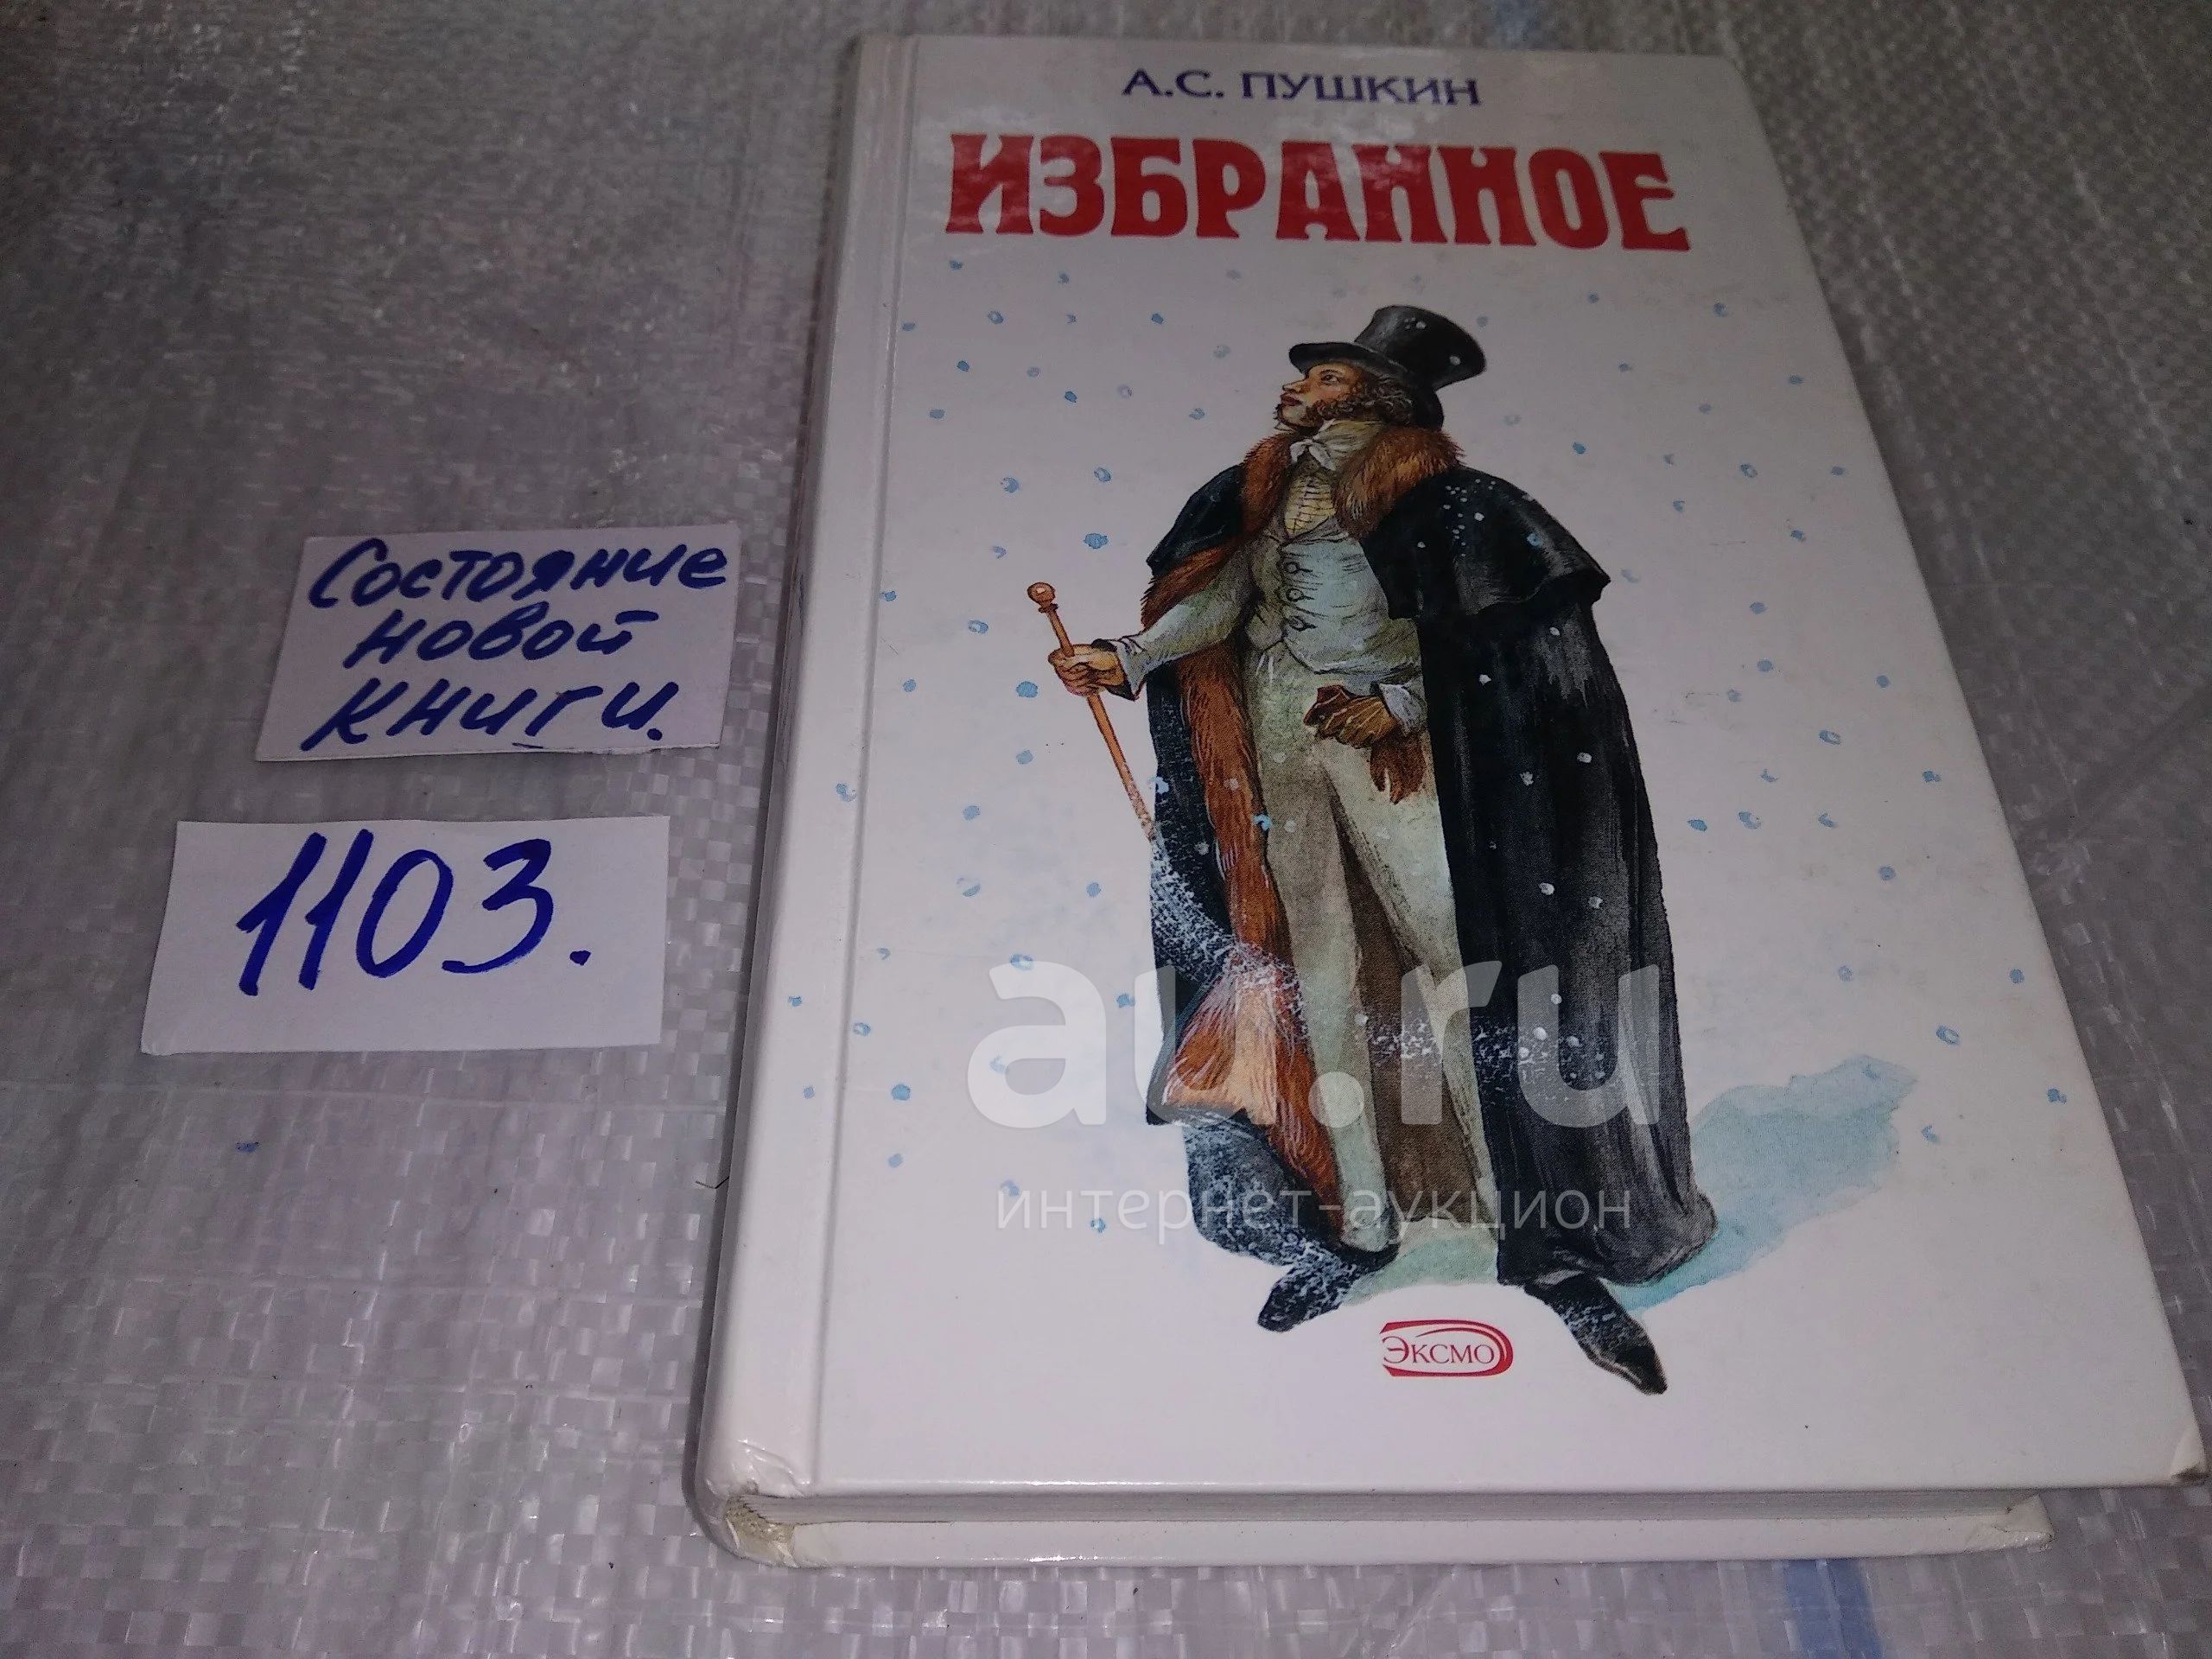 А.С. ПУШКИН
ИЗБРАННОЕ
Состояние
новой
книги.
1103.
au.ru
интернет-аукцион
ЭКСМО